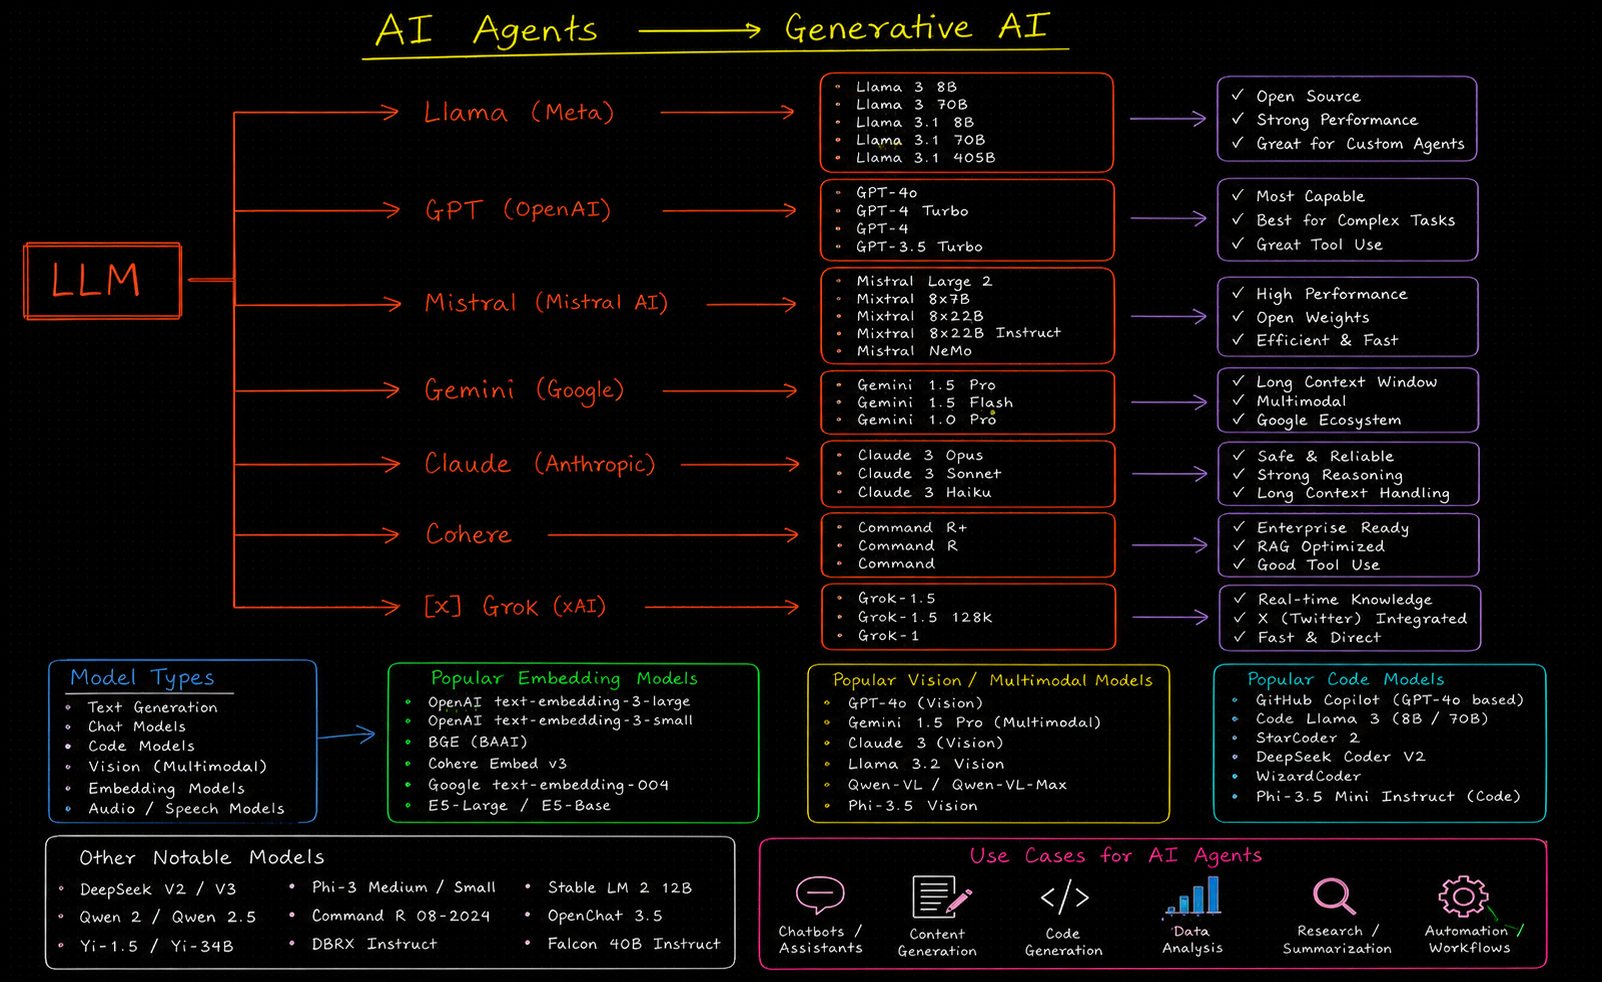 AI Agents → Generative AI
LLM
Llama (Meta)
• Llama 3 8B
• Llama 3 70B
• Llama 3.1 8B
• Llama 3.1 70B
• Llama 3.1 405B
✓ Open Source
✓ Strong Performance
✓ Great for Custom Agents
GPT (OpenAI)
• GPT-4o
• GPT-4 Turbo
• GPT-4
• GPT-3.5 Turbo
✓ Most Capable
✓ Best for Complex Tasks
✓ Great Tool Use
Mistral (Mistral AI)
• Mistral Large 2
• Mixtral 8x7B
• Mixtral 8x22B
• Mixtral 8x22B Instruct
• Mistral NeMo
✓ High Performance
✓ Open Weights
✓ Efficient & Fast
Gemini (Google)
• Gemini 1.5 Pro
• Gemini 1.5 Flash
• Gemini 1.0 Pro
✓ Long Context Window
✓ Multimodal
✓ Google Ecosystem
Claude (Anthropic)
• Claude 3 Opus
• Claude 3 Sonnet
• Claude 3 Haiku
✓ Safe & Reliable
✓ Strong Reasoning
✓ Long Context Handling
Cohere
• Command R+
• Command R
• Command
✓ Enterprise Ready
✓ RAG Optimized
✓ Good Tool Use
[x] Grok (xAI)
• Grok-1.5
• Grok-1.5 128k
• Grok-1
✓ Real-time Knowledge
✓ X (Twitter) Integrated
✓ Fast & Direct
Model Types
• Text Generation
• Chat Models
• Code Models
• Vision (Multimodal)
• Embedding Models
• Audio / Speech Models
Popular Embedding Models
• OpenAI text-embedding-3-large
• OpenAI text-embedding-3-small
• BGE (BAAI)
• Cohere Embed v3
• Google text-embedding-004
• E5-Large / E5-Base
Popular Vision / Multimodal Models
• GPT-4o (Vision)
• Gemini 1.5 Pro (Multimodal)
• Claude 3 (Vision)
• Llama 3.2 Vision
• Qwen-VL / Qwen-VL-Max
• Phi-3.5 Vision
Popular Code Models
• GitHub Copilot (GPT-4o based)
• Code Llama 3 (8B / 70B)
• StarCoder 2
• DeepSeek Coder V2
• WizardCoder
• Phi-3.5 Mini Instruct (Code)
Other Notable Models
• DeepSeek V2 / V3
• Qwen 2 / Qwen 2.5
• Yi-1.5 / Yi-34B
• Phi-3 Medium / Small
• Command R 08-2024
• DBRX Instruct
• Stable LM 2 12B
• OpenChat 3.5
• Falcon 40B Instruct
Use Cases for AI Agents
</>
Chatbots /
Assistants
Content
Generation
Code
Generation
Data
Analysis
Research /
Summarization
Automation /
Workflows